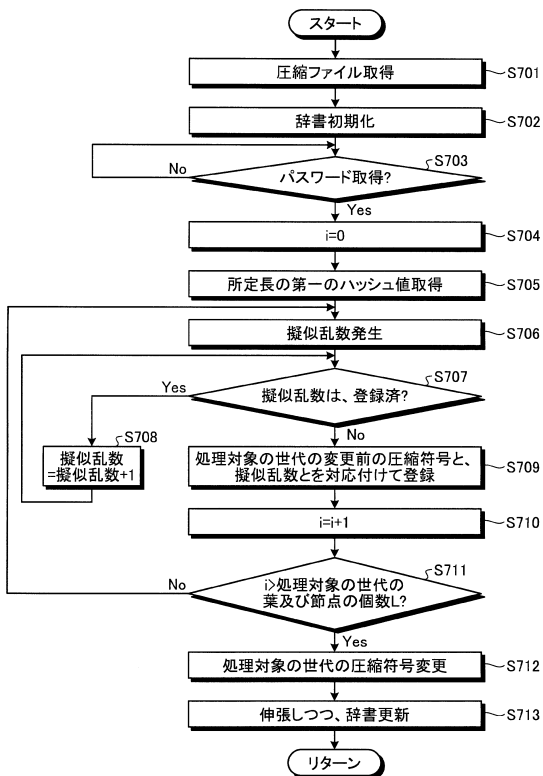 スタート
圧縮ファイル取得
S701
辞書初期化
S702
S703
No
パスワード取得?
Yes
i=0
S704
所定長の第一のハッシュ値取得
S705
擬似乱数発生
S706
S707
Yes
擬似乱数は、登録済?
No
S708
擬似乱数
=擬似乱数+1
処理対象の世代の変更前の圧縮符号と、
擬似乱数とを対応付けて登録
S709
i=i+1
S710
S711
No
i>処理対象の世代の
葉及び節点の個数L?
Yes
処理対象の世代の圧縮符号変更
S712
伸張しつつ、辞書更新
S713
リターン